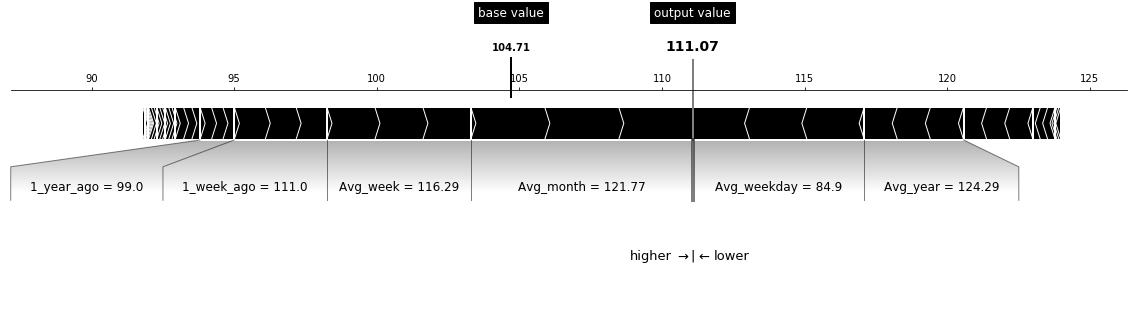 base value output value
104.71 111.07
90 95 100 105 110 115 120 125
1_year_ago = 99.0 1_week_ago = 111.0 Avg_week = 116.29 Avg_month = 121.77 Avg_weekday = 84.9 Avg_year = 124.29
higher →|← lower